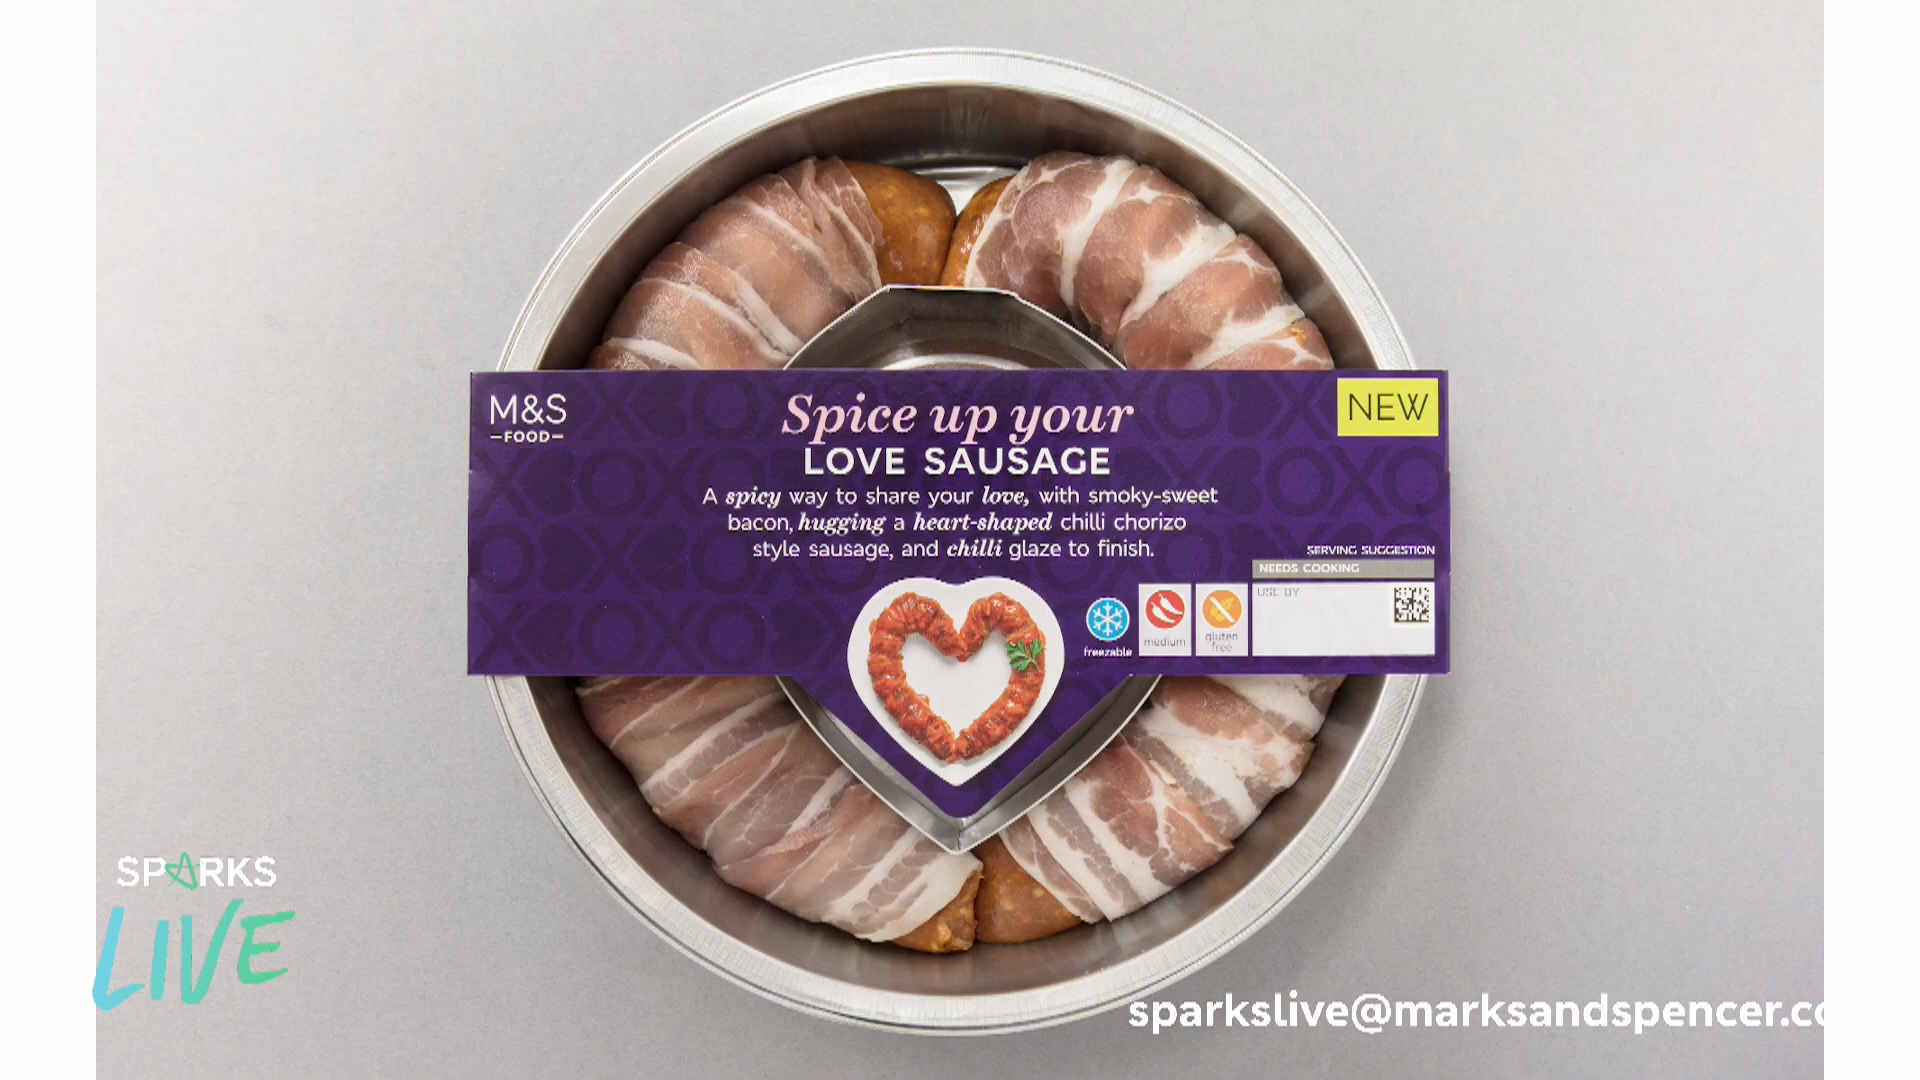 M&S
FOOD
Spice up your
LOVE SAUSAGE
A spicy way to share your love, with smoky-sweet
bacon, hugging a heart-shaped chilli chorizo
style sausage, and chilli glaze to finish.
NEW
SERVING SUGGESTION
NEEDS COOKING
USE BY
freezable
medium
gluten
free
SPARKS
LIVE
sparkslive@marksandspencer.co